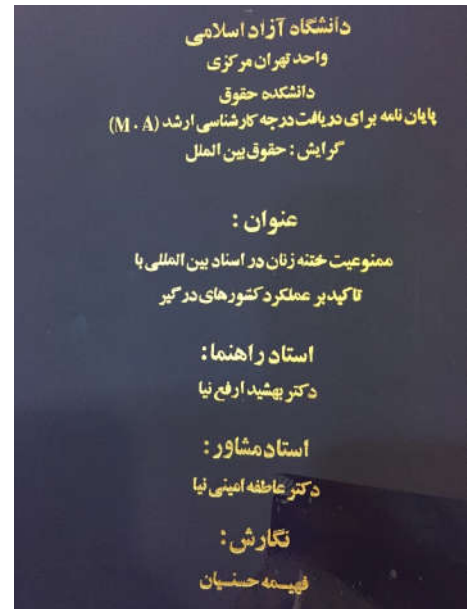 دانشگاه آزاد اسلامی
واحد تهران مرکزی
دانشکده حقوق
پایان نامه برای دریافت درجه کارشناسی ارشد (M.A)
گرایش : حقوق بین الملل
عنوان :
ممنوعیت ختنه زنان در اسناد بین المللی با
تاکید بر عملکرد کشورهای درگیر
استاد راهنما :
دکتر بهشید ارفع نیا
استاد مشاور :
دکتر عاطفه امینی نیا
نگارش :
فهیمه حسنیان